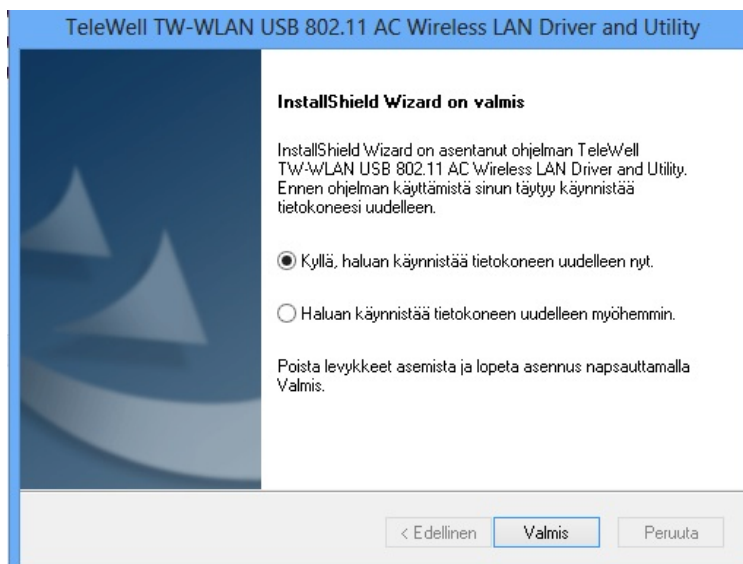 TeleWell TW-WLAN USB 802.11 AC Wireless LAN Driver and Utility
InstallShield Wizard on valmis
InstallShield Wizard on asentanut ohjelman TeleWell
TW-WLAN USB 802.11 AC Wireless LAN Driver and Utility.
Ennen ohjelman käyttämistä sinun täytyy käynnistää
tietokoneesi uudelleen.
Kyllä, haluan käynnistää tietokoneen uudelleen nyt.
Haluan käynnistää tietokoneen uudelleen myöhemmin.
Poista levykkeet asemista ja lopeta asennus napsauttamalla
Valmis.
< Edellinen Valmis Peruuta